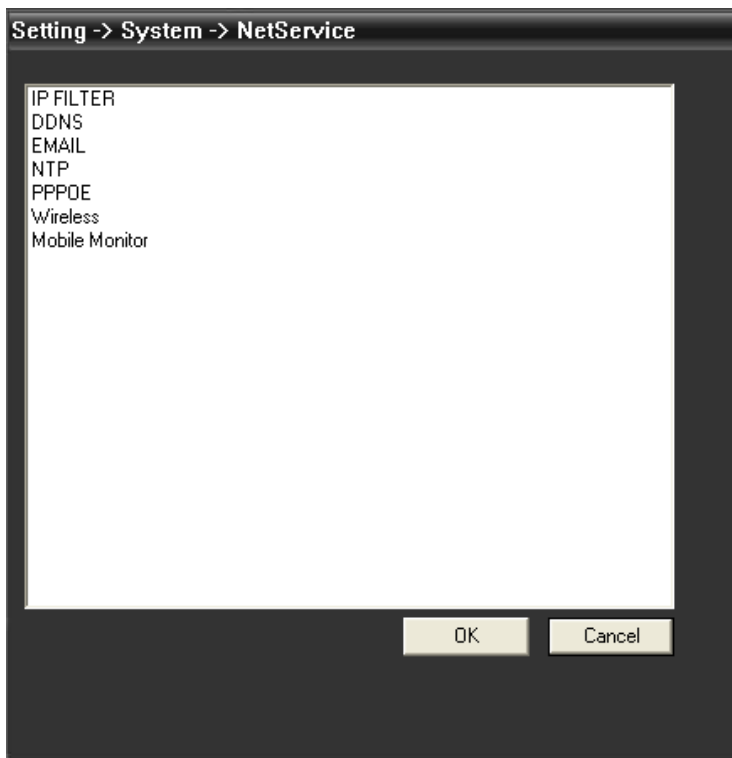 Setting -> System -> NetService
IP FILTER
DDNS
EMAIL
NTP
PPPOE
Wireless
Mobile Monitor
OK Cancel